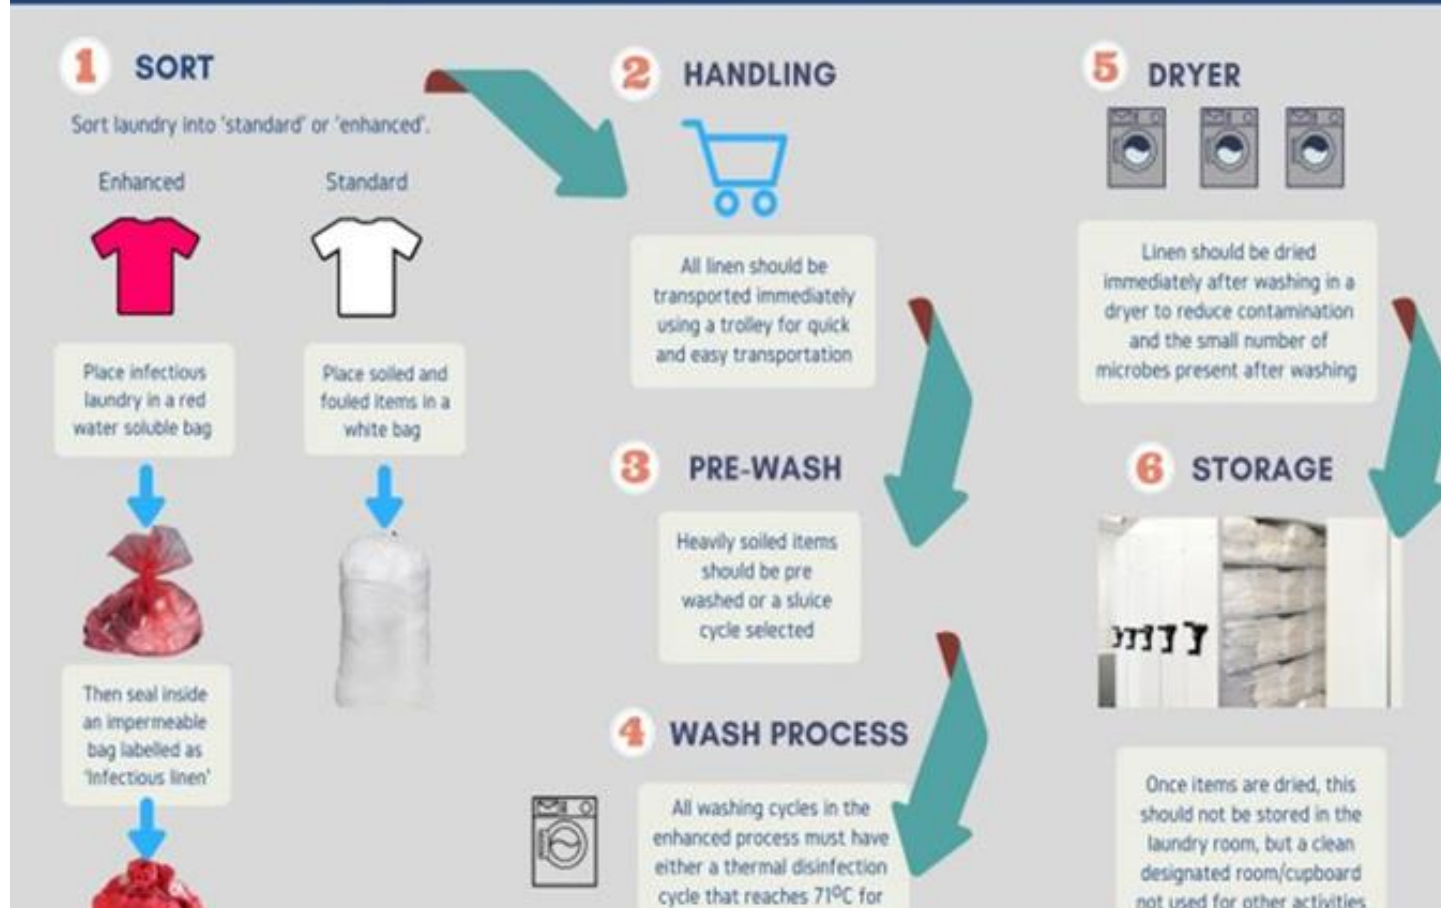 1 SORT
Sort laundry into 'standard' or 'enhanced'.
Enhanced
Standard
Place infectious
laundry in a red
water soluble bag
Place soiled and
fouled items in a
white bag
Then seal inside
an impermeable
bag labelled as
'Infectious linen'
2 HANDLING
All linen should be
transported immediately
using a trolley for quick
and easy transportation
3 PRE-WASH
Heavily soiled items
should be pre
washed or a sluice
cycle selected
4 WASH PROCESS
All washing cycles in the
enhanced process must have
either a thermal disinfection
cycle that reaches 71ºC for
5 DRYER
Linen should be dried
immediately after washing in a
dryer to reduce contamination
and the small number of
microbes present after washing
6 STORAGE
Once items are dried, this
should not be stored in the
laundry room, but a clean
designated room/cupboard
not used for other activities